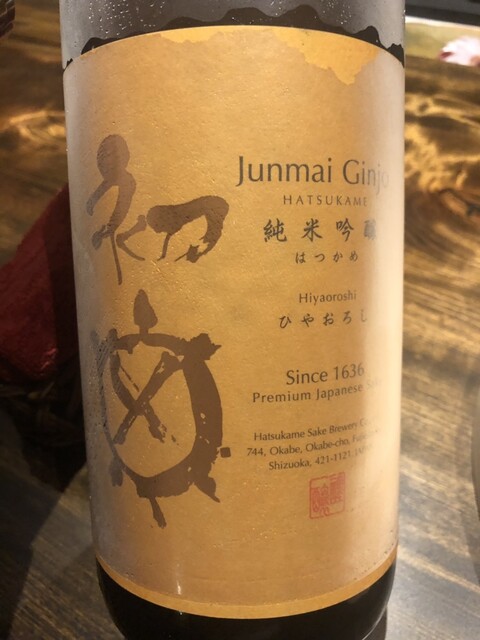 初亀
Junmai Ginjo
HATSUKAME
純米吟醸
はつかめ
Hiyaoroshi
ひやおろし
Since 1636
Premium Japanese
Hatsukame Sake Brewery
744, Okabe, Okabe-cho,
Shizuoka, 421-1121